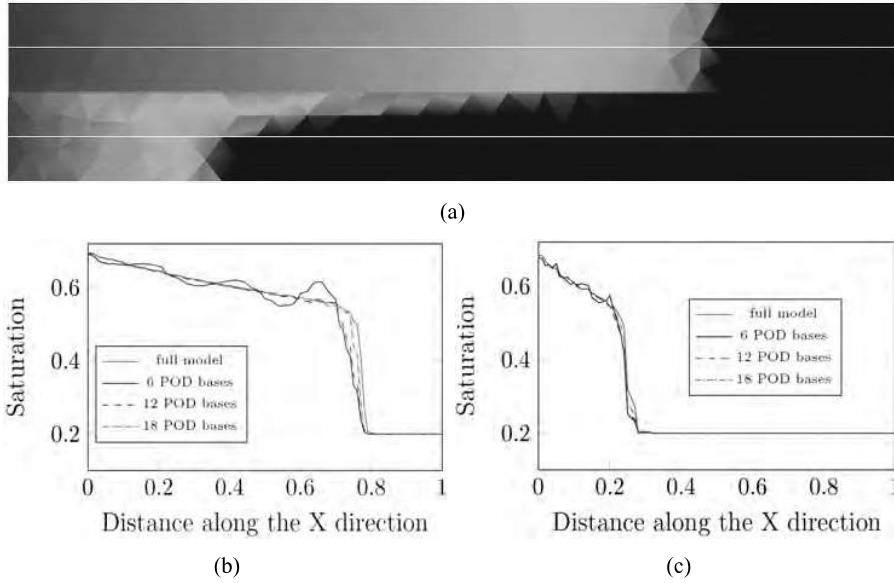 (a)
Saturation
0.6
0.4
0.2
full model
6 POD bases
12 POD bases
18 POD bases
0 0.2 0.4 0.6 0.8 1
Distance along the X direction
(b)
Saturation
0.6
0.4
0.2
full model
6 POD bases
12 POD bases
18 POD bases
0 0.2 0.4 0.6 0.8 1
Distance along the X direction
(c)